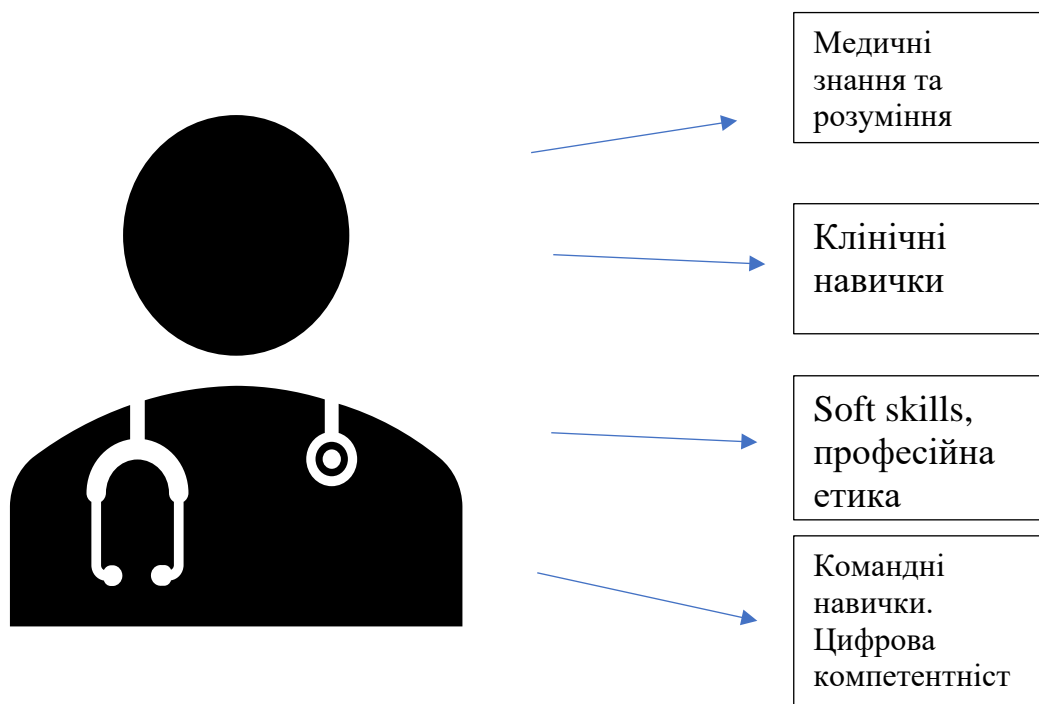 Медичні
знання та
розуміння
Клінічні
навички
Soft skills,
професійна
етика
Командні
навички.
Цифрова
компетентніст